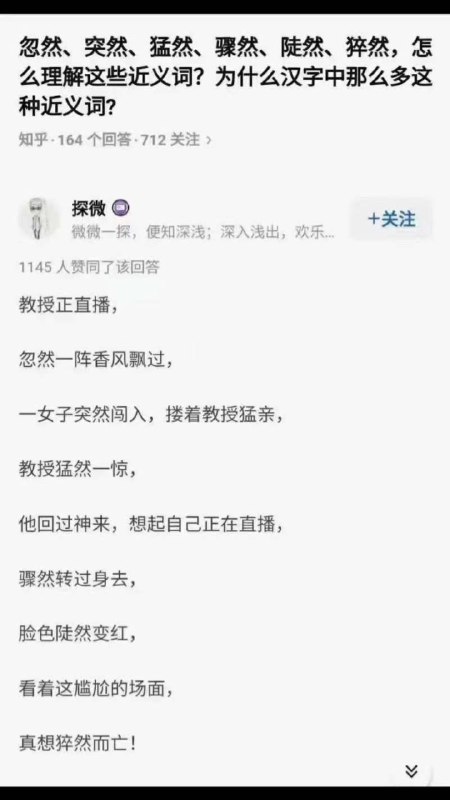 忽然、突然、猛然、骤然、陡然、猝然，怎
么理解这些近义词？为什么汉字中那么多这
种近义词?
知乎·164 个回答·712 关注 >
探微
微微一探，便知深浅；深入浅出，欢乐...
+关注
1145 人赞同了该回答
教授正直播，
忽然一阵香风飘过，
一女子突然闯入，搂着教授猛亲，
教授猛然一惊，
他回过神来，想起自己正在直播，
骤然转过身去，
脸色陡然变红，
看着这尴尬的场面，
真想猝然而亡！